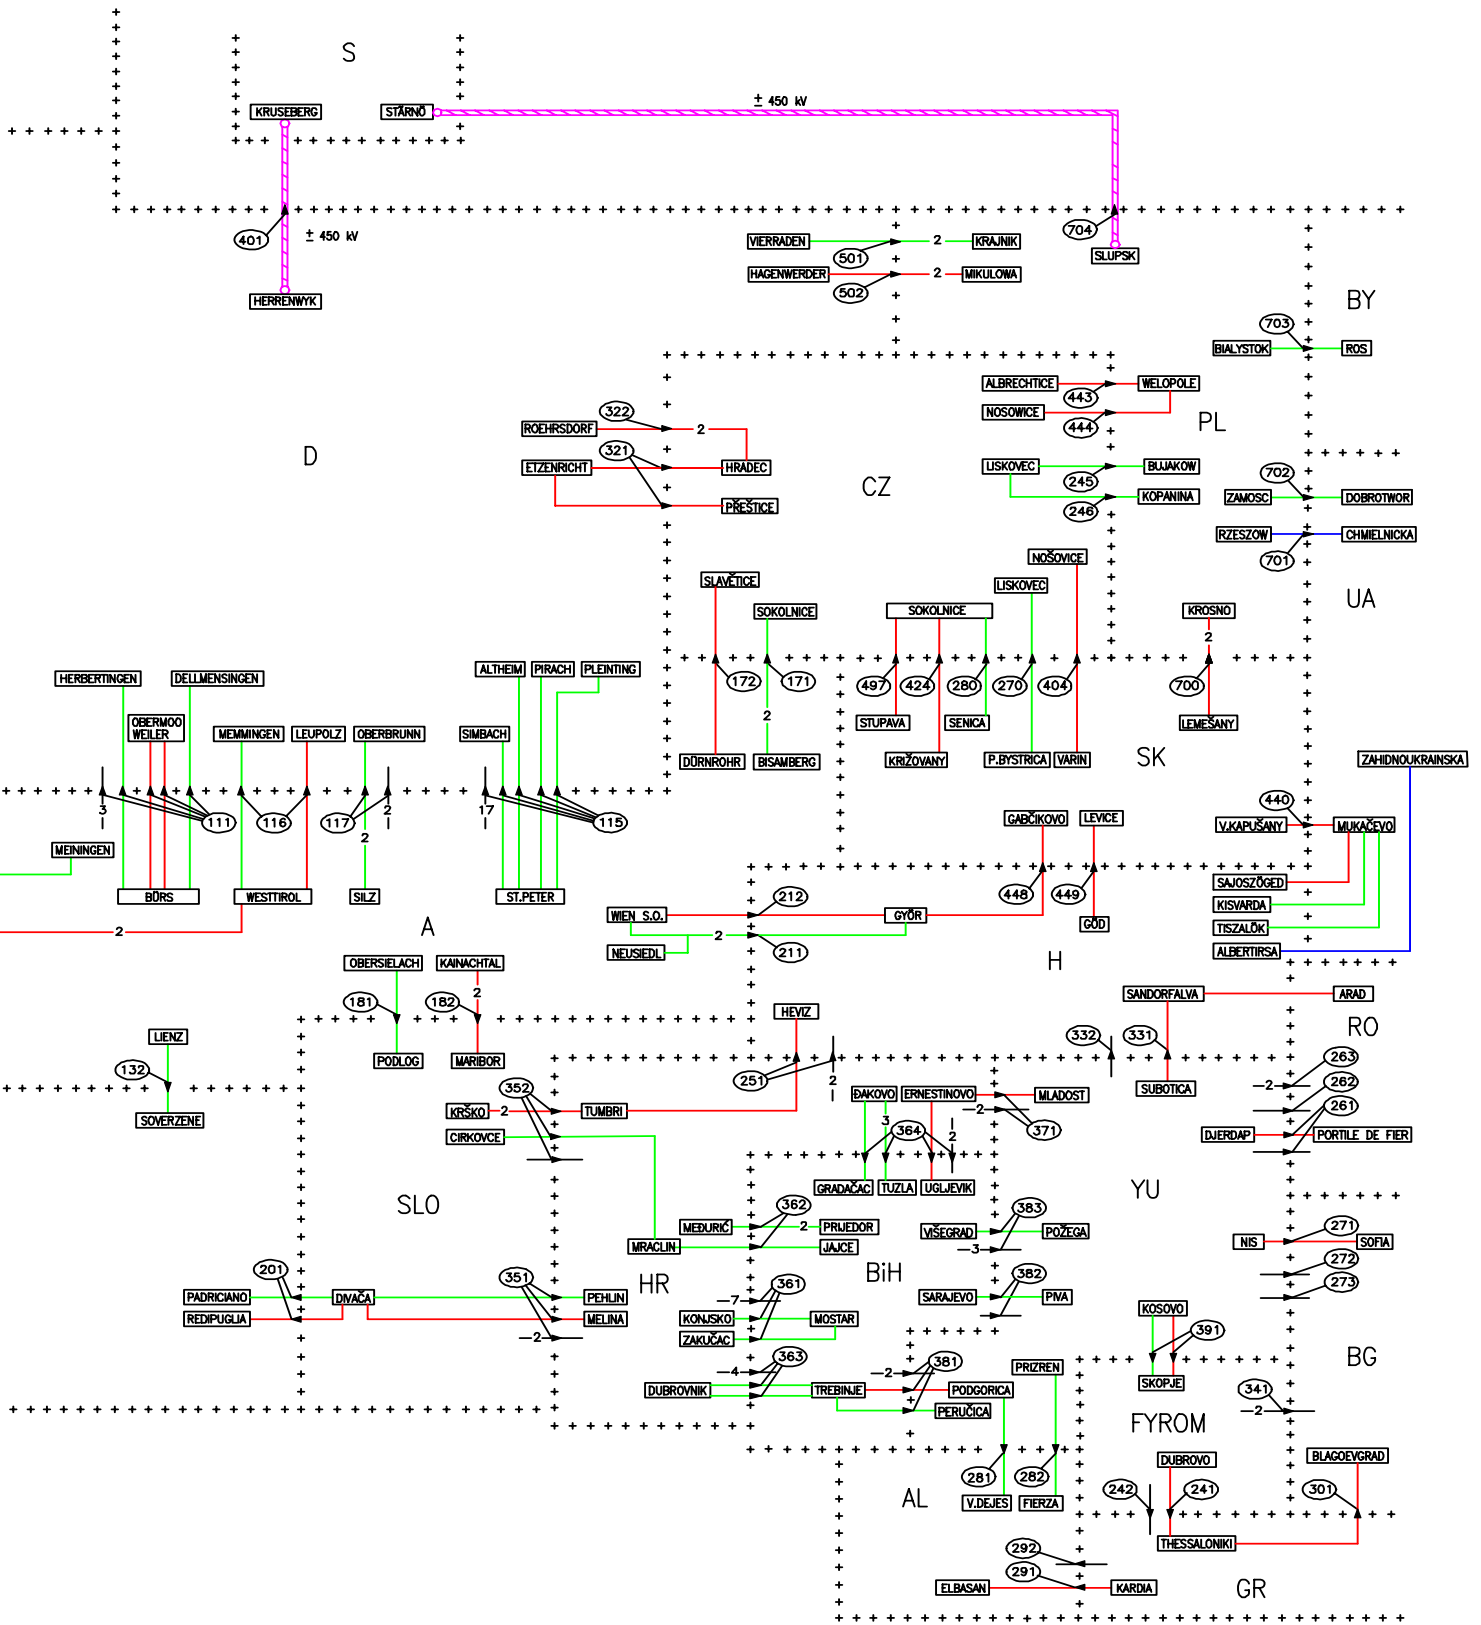 S
KRUSEBERG
STÄRNÖ
± 450 kV
401
± 450 kV
HERRENWYK
704
SLUPSK
VIERRADEN
2
KRAJNIK
501
HAGENWERDER
2
MIKULOWA
502
BY
703
BIALYSTOK
ROS
ALBRECHTICE
WELOPOLE
443
NOSOWICE
444
PL
322
ROEHRSDORF
2
321
ETZENRICHT
HRADEC
PŘEŠTICE
D
CZ
LISKOVEC
BUJAKOW
245
KOPANINA
246
702
ZAMOSC
DOBROTWOR
RZESZOW
CHMIELNICKA
701
UA
NOŠOVICE
SLAVĚTICE
LISKOVEC
SOKOLNICE
SOKOLNICE
KROSNO
2
172
171
497
424
280
270
404
700
2
STUPAVA
SENICA
LEMEŠANY
DÜRNROHR
BISAMBERG
KRIŽOVANY
P.BYSTRICA
VARIN
SK
ZAHIDNOUKRAINSKA
HERBERTINGEN
DELLMENSINGEN
ALTHEIM
PIRACH
PLEINTING
OBERMOO
WEILER
MEMMINGEN
LEUPOLZ
OBERBRUNN
SIMBACH
3
111
116
117
2
2
17
115
MEININGEN
BÜRS
WESTTIROL
SILZ
ST.PETER
2
A
440
GABČIKOVO
LEVICE
V.KAPUŠANY
MUKAČEVO
448
449
SAJOSZÖGED
KISVARDA
TISZALÖK
ALBERTIRSA
212
WIEN S.O.
GYÖR
GÖD
2
NEUSIEDL
211
H
OBERSIELACH
KAINACHTAL
181
182
2
PODLOG
MARIBOR
LIENZ
132
SOVERZENE
HEVIZ
SANDORFALVA
ARAD
RO
332
331
SUBOTICA
251
2
263
2
262
261
DJERDAP
PORTILE DE FIER
352
KRŠKO
2
TUMBRI
CIRKOVCE
ĐAKOVO
ERNESTINOVO
MLADOST
2
371
3
364
2
GRADAČAC
TUZLA
UGLJEVIK
YU
SLO
362
MEĐURIĆ
2
PRIJEDOR
MRACLIN
JAJCE
HR
BiH
383
VIŠEGRAD
POŽEGA
3
382
SARAJEVO
PIVA
271
NIS
SOFIA
272
273
201
PADRICIANO
DIVAČA
REDIPUGLIA
351
PEHLIN
MELINA
2
361
7
KONJSKO
MOSTAR
ZAKUČAC
363
4
DUBROVNIK
TREBINJE
381
2
PODGORICA
PERUČICA
PRIZREN
KOSOVO
391
SKOPJE
BG
341
2
FYROM
281
282
V.DEJES
FIERZA
AL
DUBROVO
242
241
BLAGOEVGRAD
301
THESSALONIKI
292
291
ELBASAN
KARDIA
GR